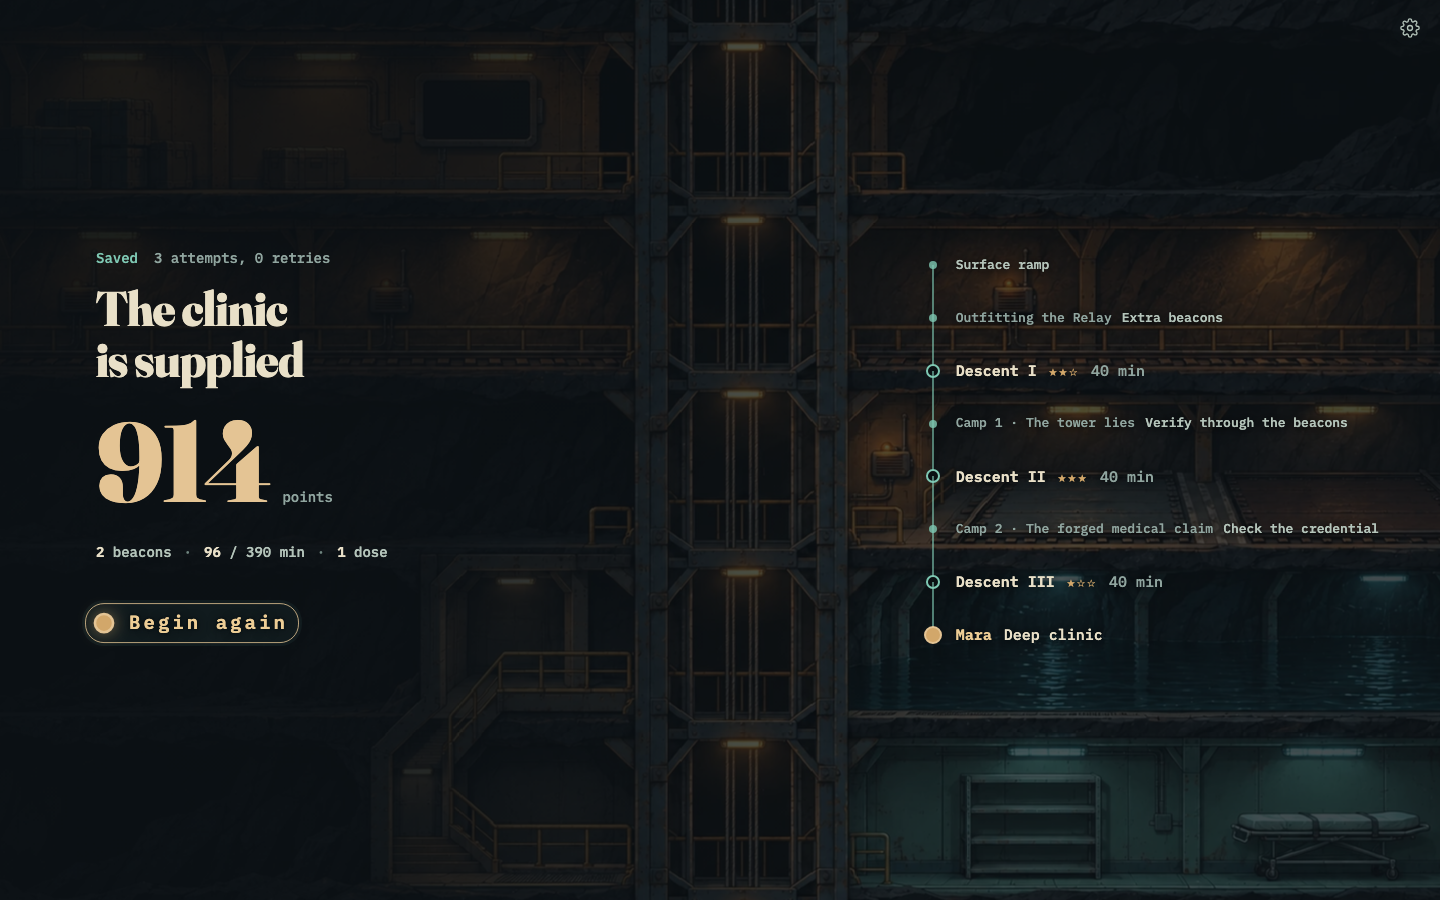 Saved 3 attempts, 0 retries
The clinic
is supplied
914 points
2 beacons · 96 / 390 min · 1 dose
Begin again
Surface ramp
Outfitting the Relay Extra beacons
Descent I ★★☆ 40 min
Camp 1 · The tower lies Verify through the beacons
Descent II ★★★ 40 min
Camp 2 · The forged medical claim Check the credential
Descent III ★☆☆ 40 min
Mara Deep clinic